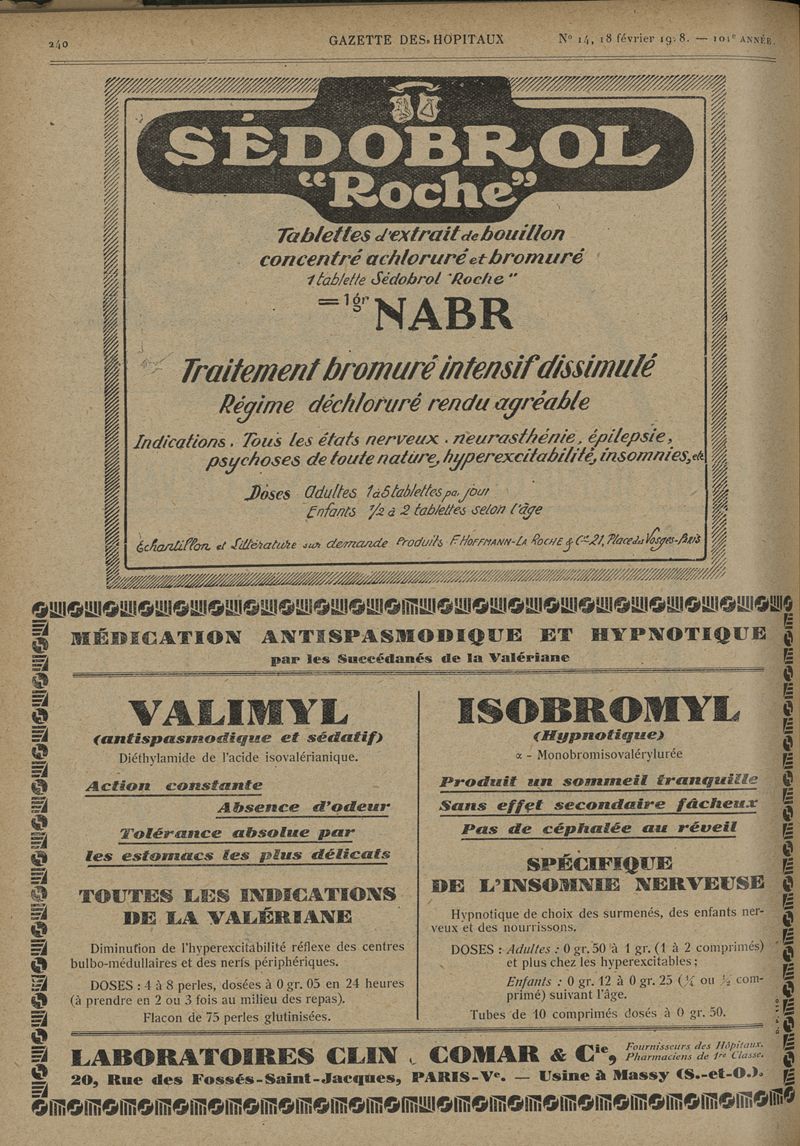 240
GAZETTE DES HOPITAUX
Nº 14, 18 février 1928. — 101e ANNÉE.
SÉDOBROL
“Roche”
Tablettes d'extrait de bouillon
concentré achloruré et bromuré
1 tablette Sédobrol "Roche"
=1gr NABR
Traitement bromuré intensif dissimulé
Régime déchloruré rendu agréable
Indications. Tous les états nerveux. neurasthénie, épilepsie,
psychoses de toute nature, hyperexcitabilité, insomnies, etc
Doses Adultes 1 à 5 tablettes pa. jour
Enfants 1/2 à 2 tablettes selon l'âge
Échantillon et Littérature sur demande Produits F. HOFFMANN-LA ROCHE & Cie 21, Place des Vosges-Paris
MÉDICATION ANTISPASMODIQUE ET HYPNOTIQUE
par les Succédanés de la Valériane
VALIMYL
(antispasmodique et sédatif)
Diéthylamide de l'acide isovalérianique.
Action constante
Absence d'odeur
Tolérance absolue par
les estomacs les plus délicats
TOUTES LES INDICATIONS
DE LA VALÉRIANE
Diminution de l'hyperexcitabilité réflexe des centres
bulbo-médullaires et des nerfs périphériques.
DOSES : 4 à 8 perles, dosées à 0 gr. 05 en 24 heures
(à prendre en 2 ou 3 fois au milieu des repas).
Flacon de 75 perles glutinisées.
ISOBROMYL
(Hypnotique)
α - Monobromisovalérylurée
Produit un sommeil tranquille
Sans effet secondaire fâcheux
Pas de céphalée au réveil
SPÉCIFIQUE
DE L'INSOMNIE NERVEUSE
Hypnotique de choix des surmenés, des enfants ner-
veux et des nourrissons.
DOSES : Adultes : 0 gr. 50 à 1 gr. (1 à 2 comprimés)
et plus chez les hyperexcitables ;
Enfants : 0 gr. 12 à 0 gr. 25 (¼ ou ½ com-
primé) suivant l'âge.
Tubes de 10 comprimés dosés à 0 gr. 50.
LABORATOIRES CLIN, COMAR & Cie, Fournisseurs des Hôpitaux.
Pharmaciens de 1re Classe.
20, Rue des Fossés-Saint-Jacques, PARIS-Ve. — Usine à Massy (S.-et-O.).